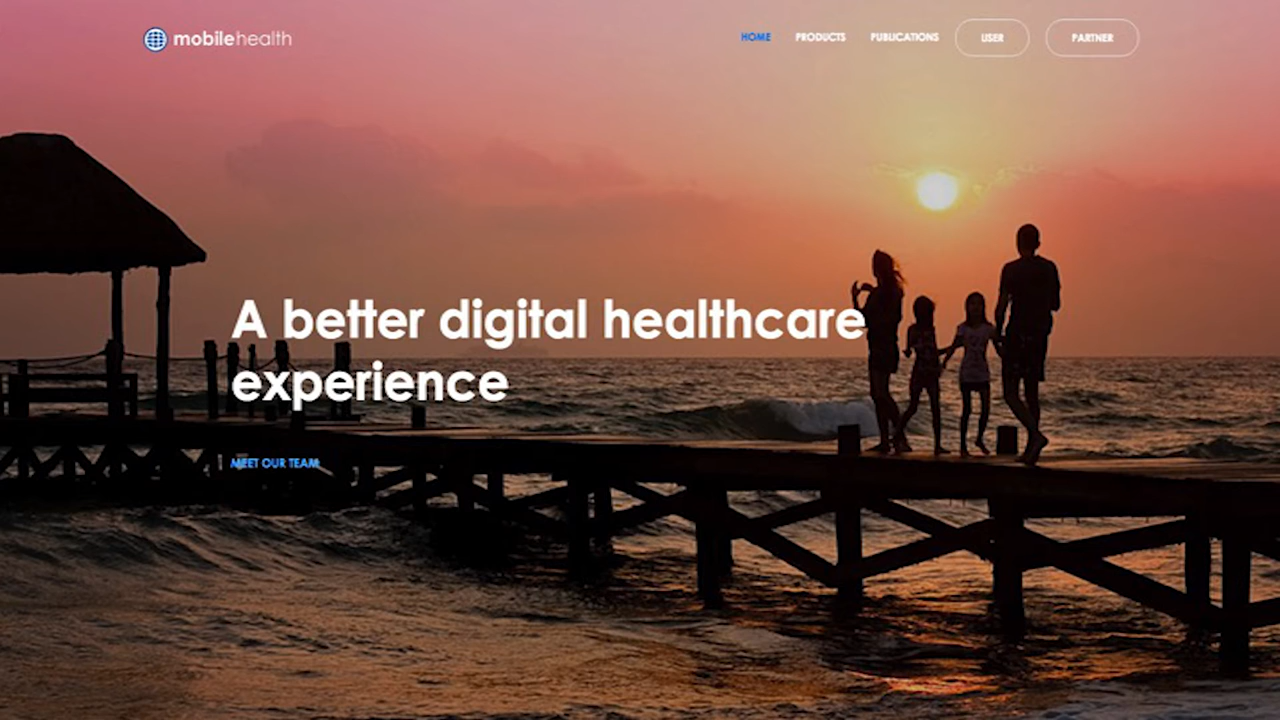 mobilehealth
HOME PRODUCTS PUBLICATIONS USER PARTNER
A better digital healthcare
experience
MEET OUR TEAM